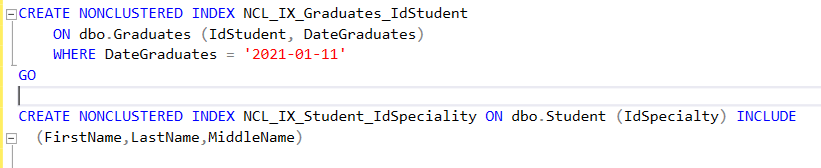 CREATE NONCLUSTERED INDEX NCL_IX_Graduates_IdStudent
ON dbo.Graduates (IdStudent, DateGraduates)
WHERE DateGraduates = '2021-01-11'
GO
CREATE NONCLUSTERED INDEX NCL_IX_Student_IdSpeciality ON dbo.Student (IdSpecialty) INCLUDE
(FirstName,LastName,MiddleName)